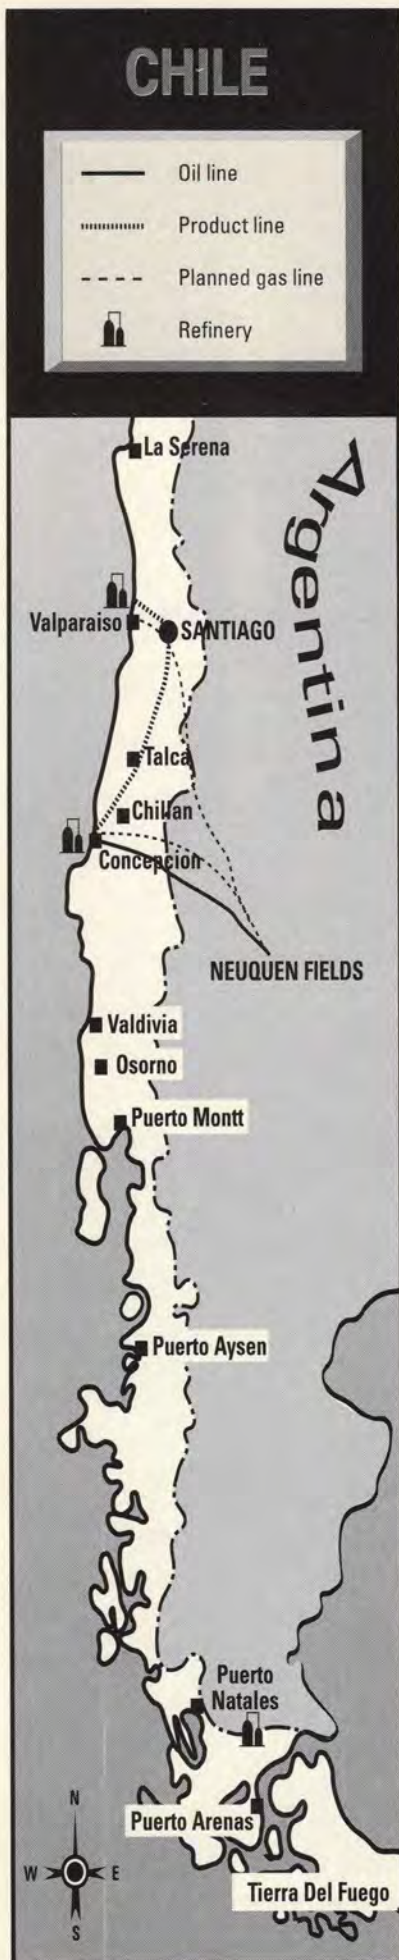 CHILE
Oil line
Product line
Planned gas line
Refinery
La Serena
Argentina
Valparaiso
SANTIAGO
Talca
Chillan
Concepcion
NEUQUEN FIELDS
Valdivia
Osorno
Puerto Montt
Puerto Aysen
Puerto
Natales
Puerto Arenas
Tierra Del Fuego
N
W E
S